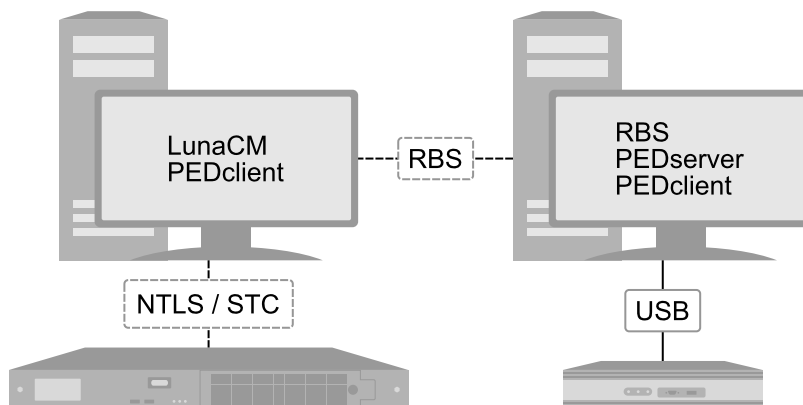 LunaCM
PEDclient
RBS
RBS
PEDserver
PEDclient
NTLS / STC
USB